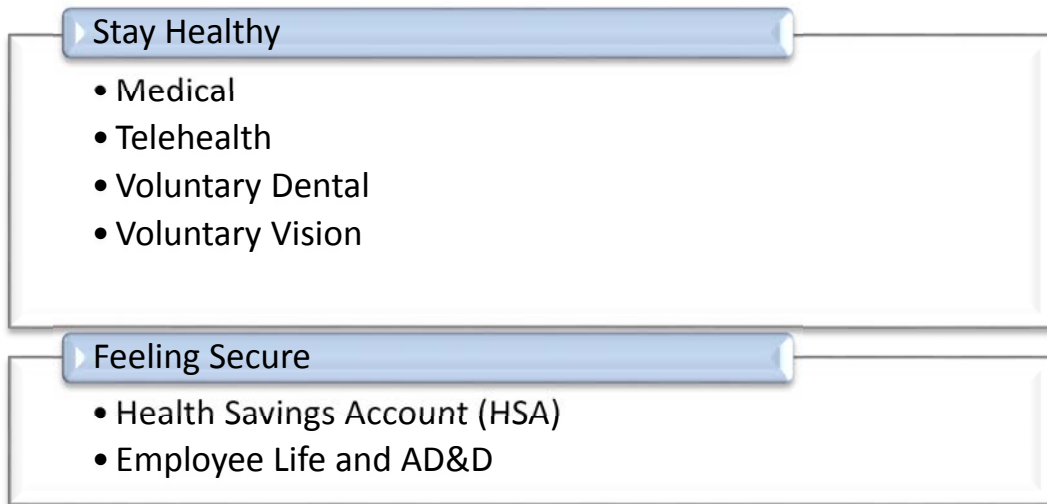 Stay Healthy
• Medical
• Telehealth
• Voluntary Dental
• Voluntary Vision
Feeling Secure
• Health Savings Account (HSA)
• Employee Life and AD&D